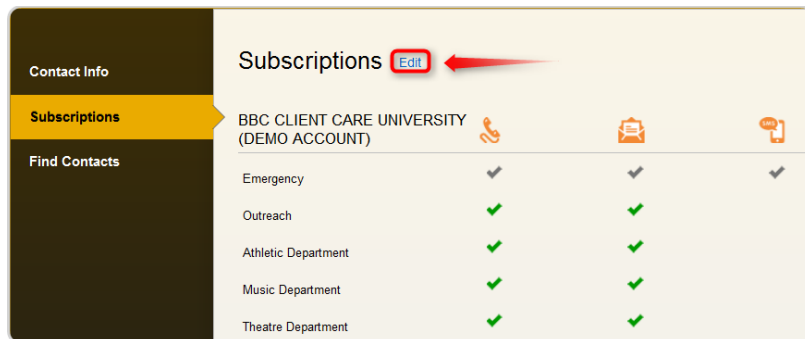 Contact Info
Subscriptions
Find Contacts
Subscriptions Edit
BBC CLIENT CARE UNIVERSITY
(DEMO ACCOUNT)
SMS
Emergency
Outreach
Athletic Department
Music Department
Theatre Department